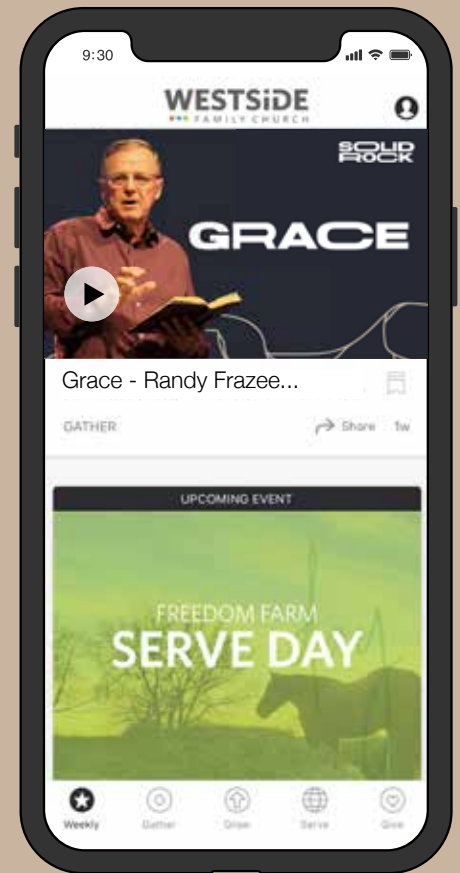 9:30
WESTSiDE
FAMILY CHURCH
SOLID
ROCK
GRACE
Grace - Randy Frazee...
GATHER
Share 1w
UPCOMING EVENT
FREEDOM FARM
SERVE DAY
Weekly Gather Grow Serve Give